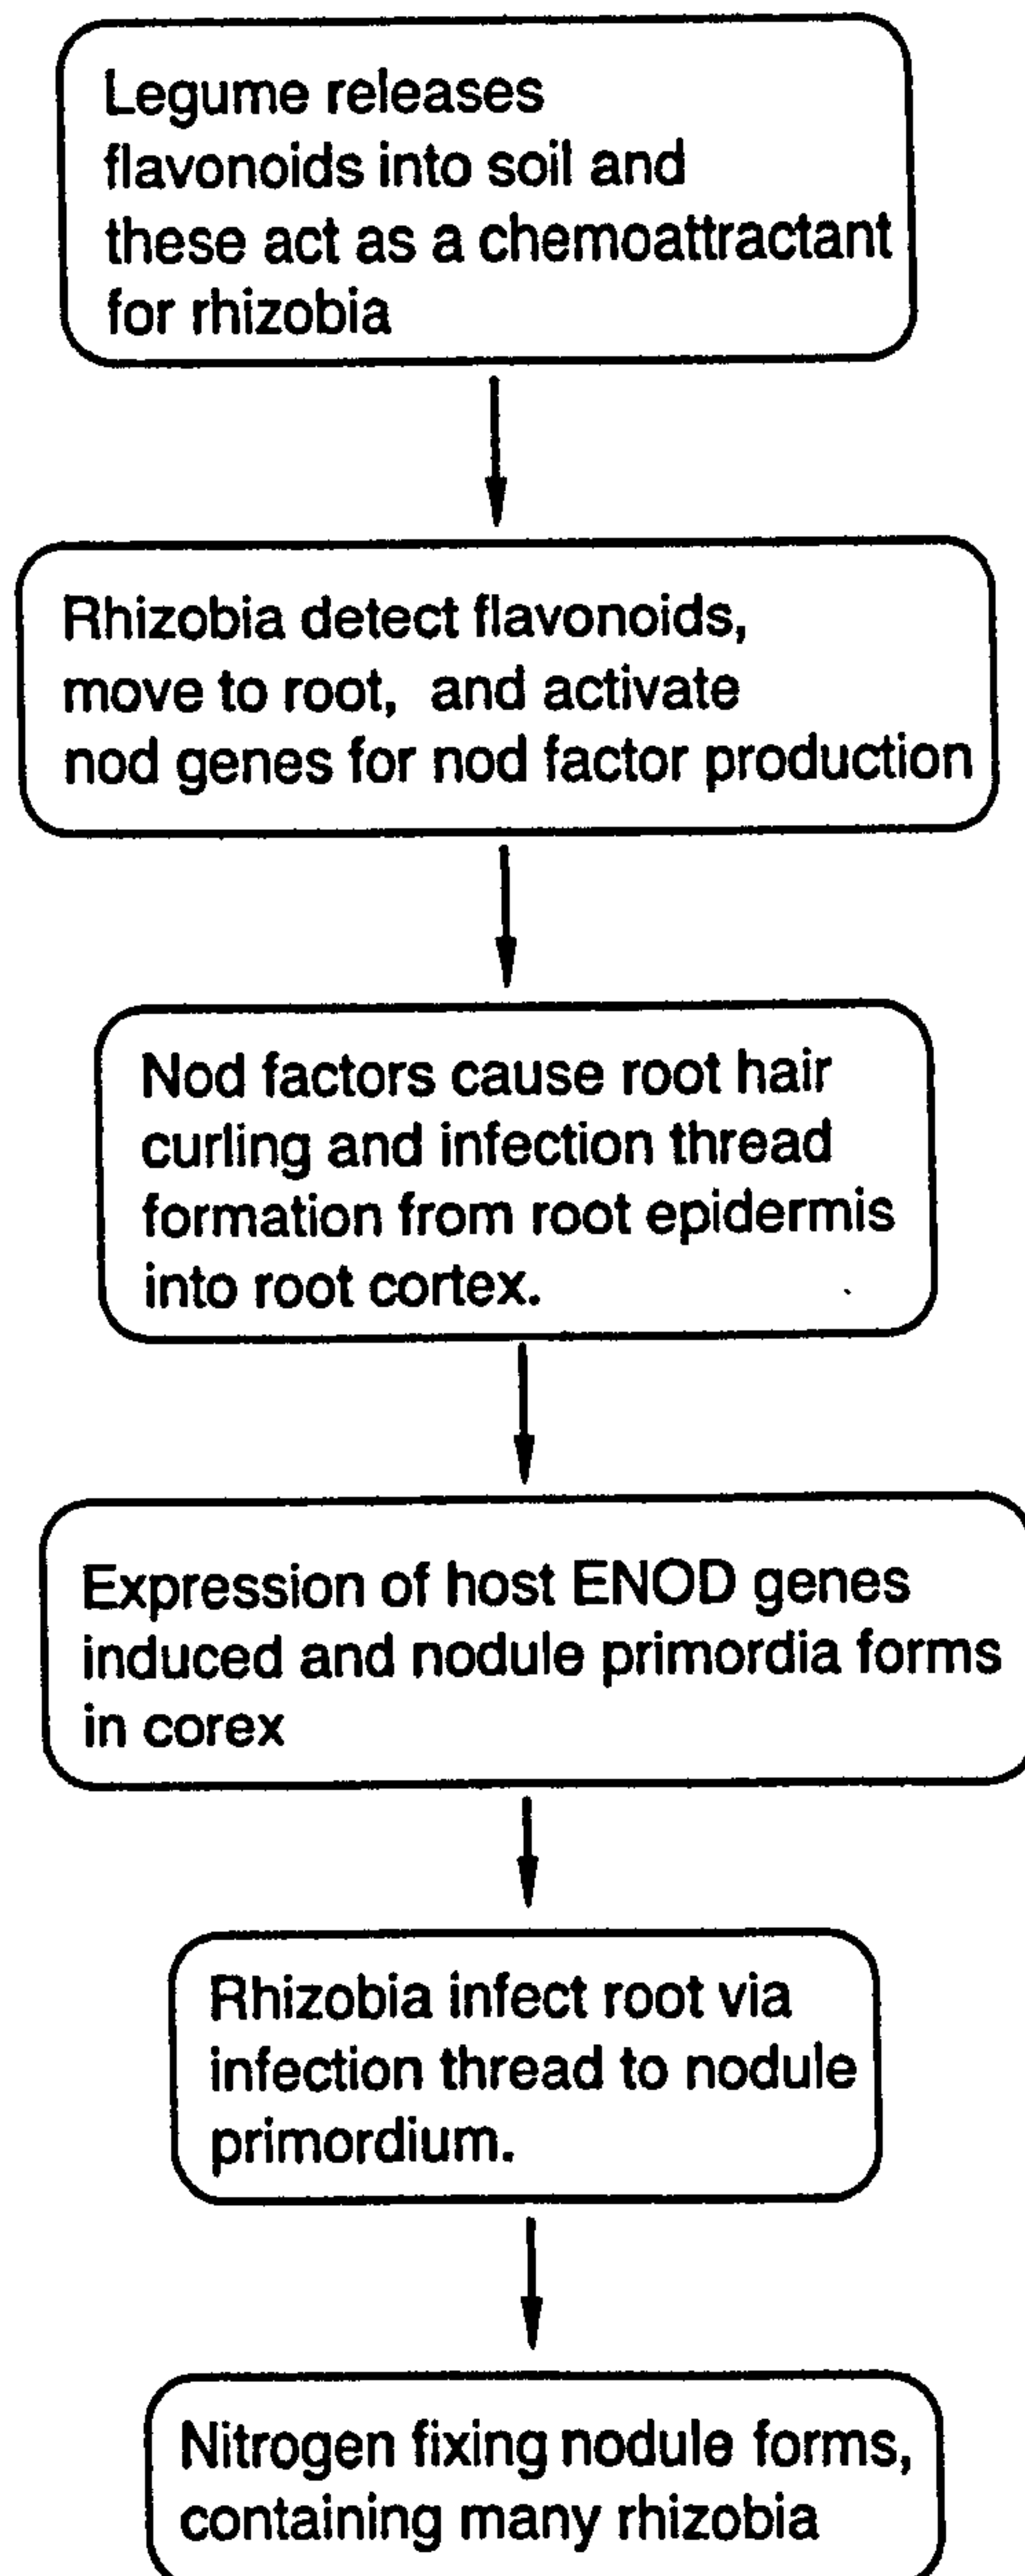 Legume releases
flavonoids into soil and
these act as a chemoattractant
for rhizobia
Rhizobia detect flavonoids,
move to root, and activate
nod genes for nod factor production
Nod factors cause root hair
curling and infection thread
formation from root epidermis
into root cortex.
Expression of host ENOD genes
induced and nodule primordia forms
in corex
Rhizobia infect root via
infection thread to nodule
primordium.
Nitrogen fixing nodule forms,
containing many rhizobia